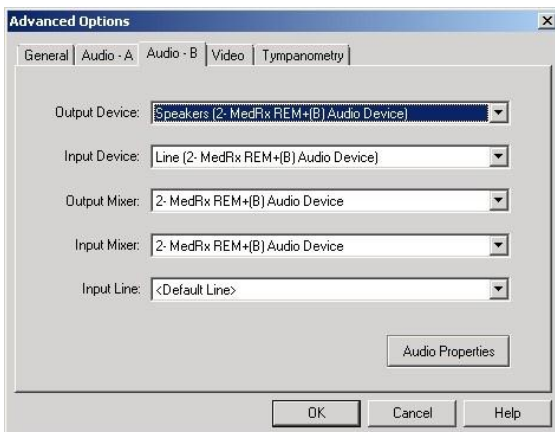 Advanced Options
General Audio - A Audio - B Video Tympanometry
Output Device: Speakers (2- MedRx REM+(B) Audio Device)
Input Device: Line (2- MedRx REM+(B) Audio Device)
Output Mixer: 2- MedRx REM+(B) Audio Device
Input Mixer: 2- MedRx REM+(B) Audio Device
Input Line: <Default Line>
Audio Properties
OK Cancel Help